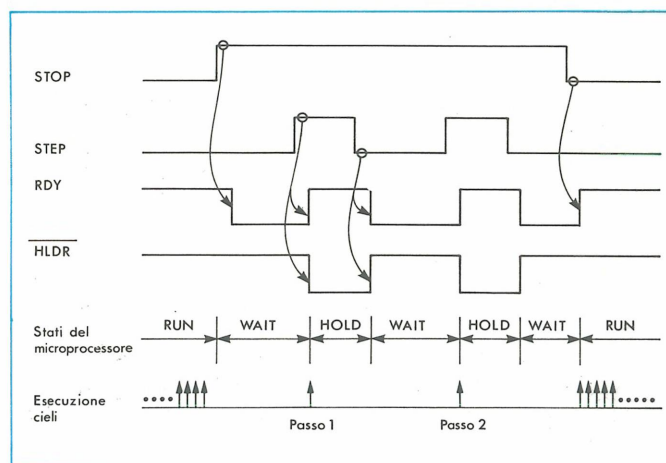 STOP
STEP
RDY
HLDR
Stati del
microprocessore
RUN WAIT HOLD WAIT HOLD WAIT RUN
Esecuzione
cieli
Passo 1 Passo 2